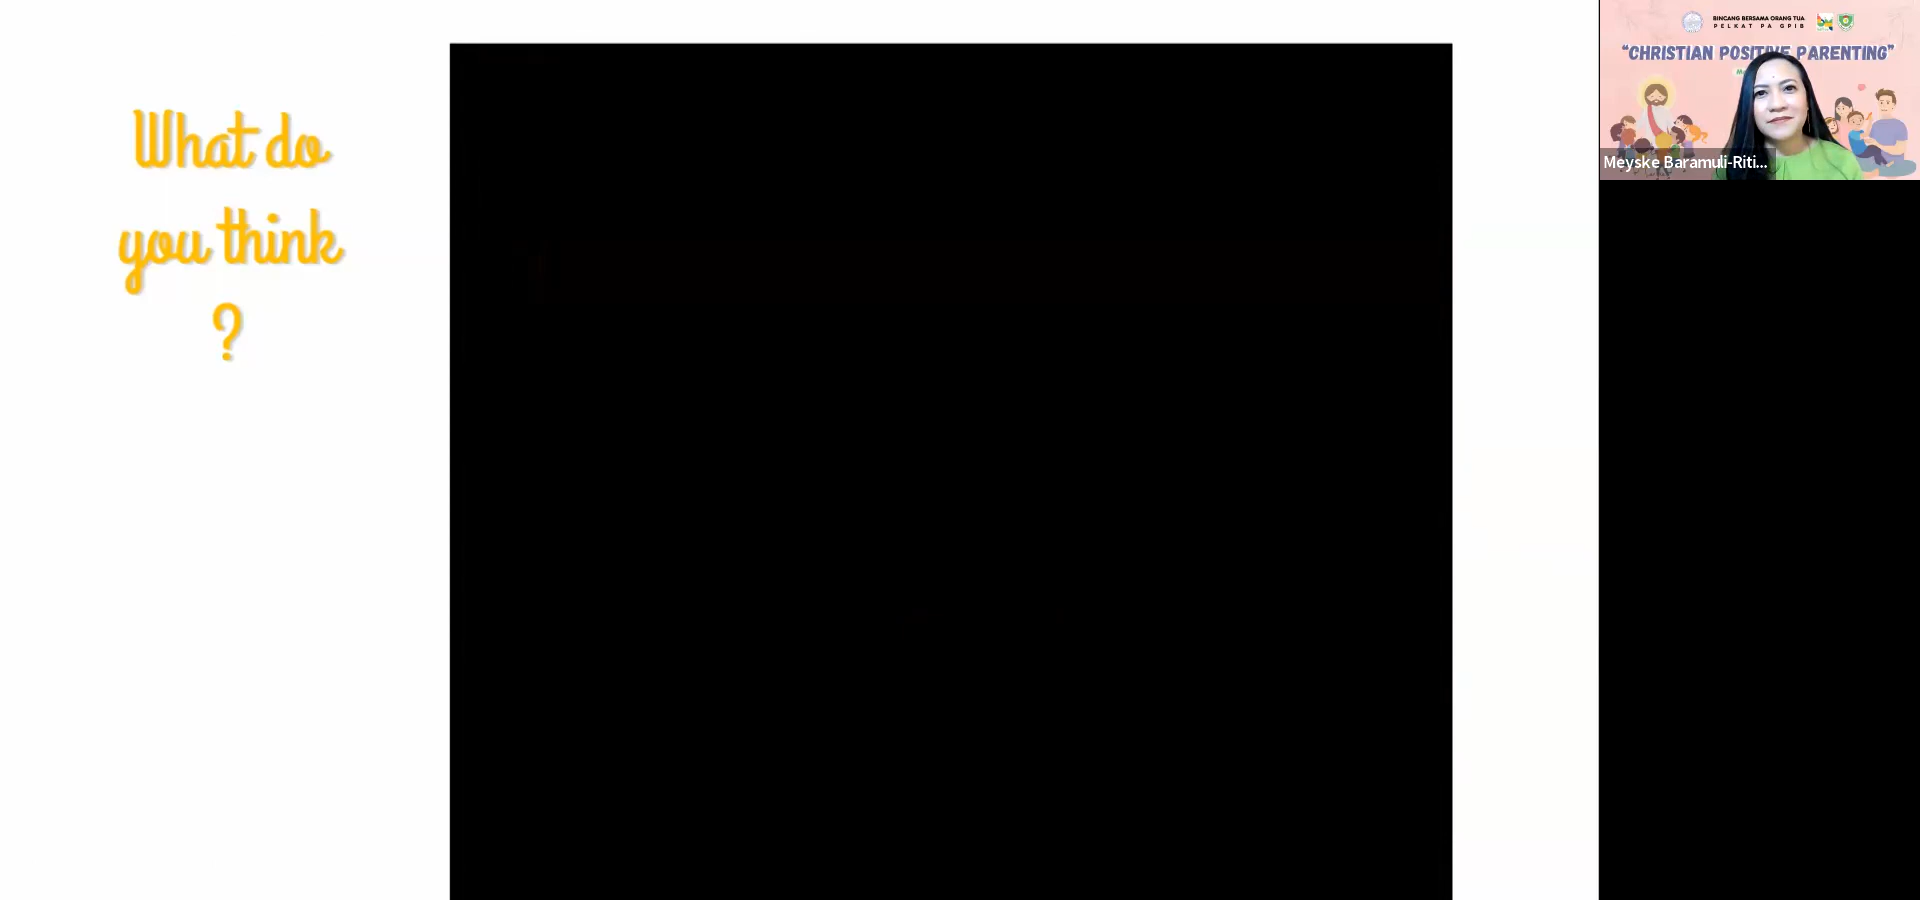 What do
you think
?
BINCANG BERSAMA ORANG TUA
PELKAT PA GPIB
"CHRISTIAN POSITIVE PARENTING"
Meyske Baramuli-Riti...